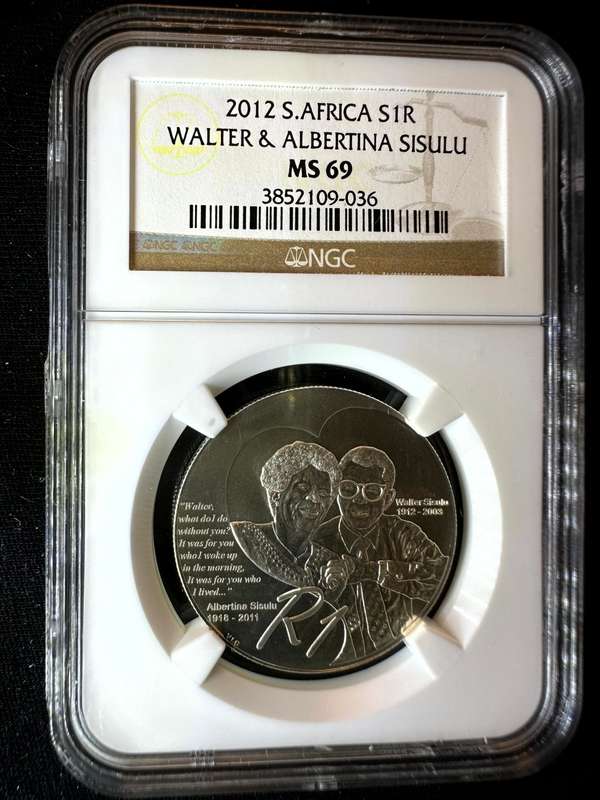 2012 S.AFRICA S1R
WALTER & ALBERTINA SISULU
MS 69
3852109-036
NGC NGC
NGC
"Walter,
what do I do
without you?
It was for you
who I woke up
in the morning,
It was for you who
I lived..."
Walter Sisulu
1912 - 2003
Albertina Sisulu
1918 - 2011
R1